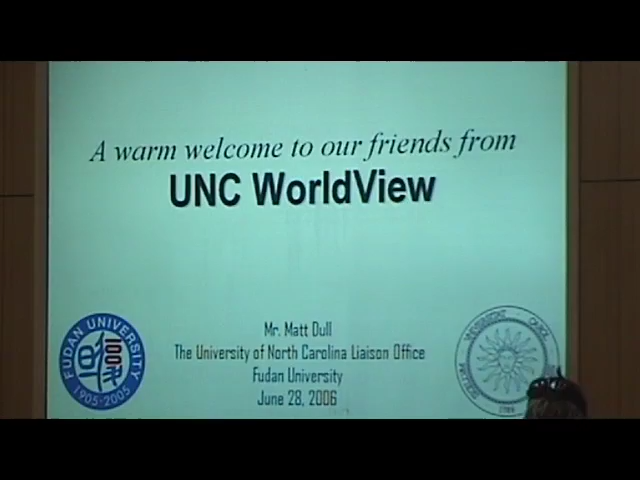 A warm welcome to our friends from
UNC WorldView
Mr. Matt Dull
The University of North Carolina Liaison Office
Fudan University
June 28, 2006
FUDAN UNIVERSITY
100
1905-2005